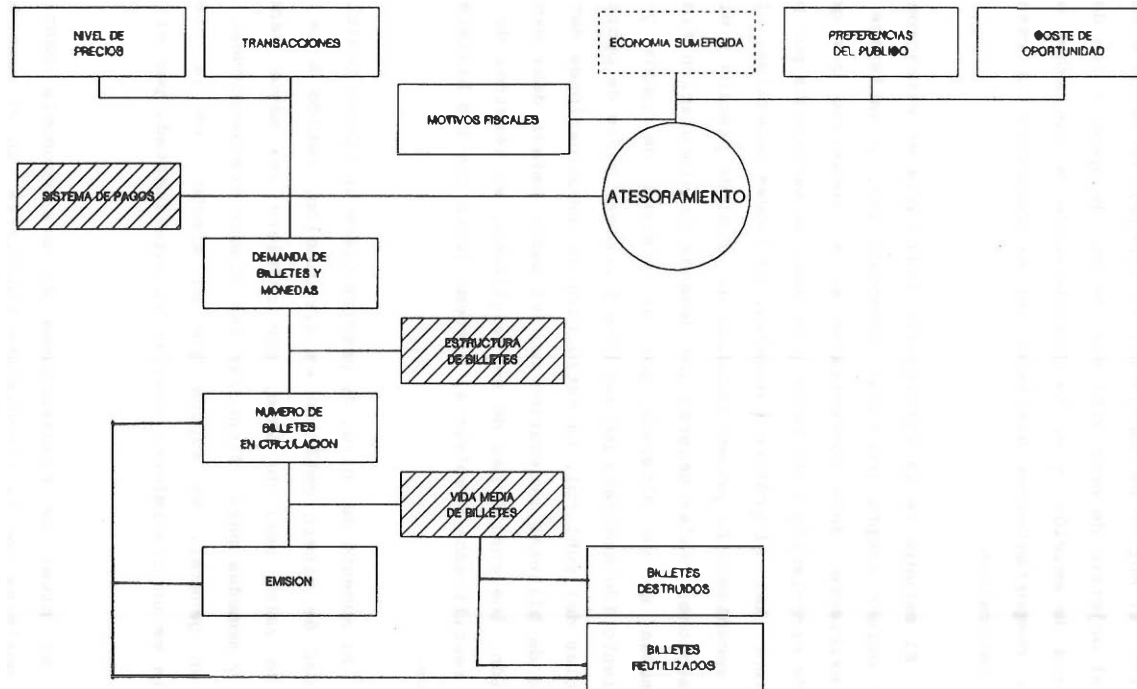 NIVEL DE
PRECIOS
TRANSACCIONES
ECONOMIA SUMERGIDA
PREFERENCIAS
DEL PUBLICO
COSTE DE
OPORTUNIDAD
MOTIVOS FISCALES
SISTEMA DE PAGOS
ATESORAMIENTO
DEMANDA DE
BILLETES Y
MONEDAS
ESTRUCTURA
DE BILLETES
NUMERO DE
BILLETES
EN CIRCULACION
VIDA MEDIA
DE BILLETES
EMISION
BILLETES
DESTRUIDOS
BILLETES
REUTILIZADOS